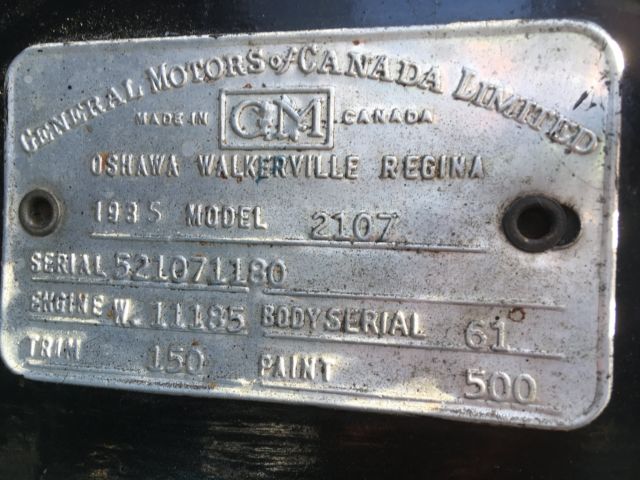 GENERAL MOTORS of CANADA LIMITED
MADE IN GM CANADA
OSHAWA WALKERVILLE REGINA
1935 MODEL 2107
SERIAL 521071180
ENGINE W. 11185 BODY SERIAL 61
TRIM 150 PAINT 500